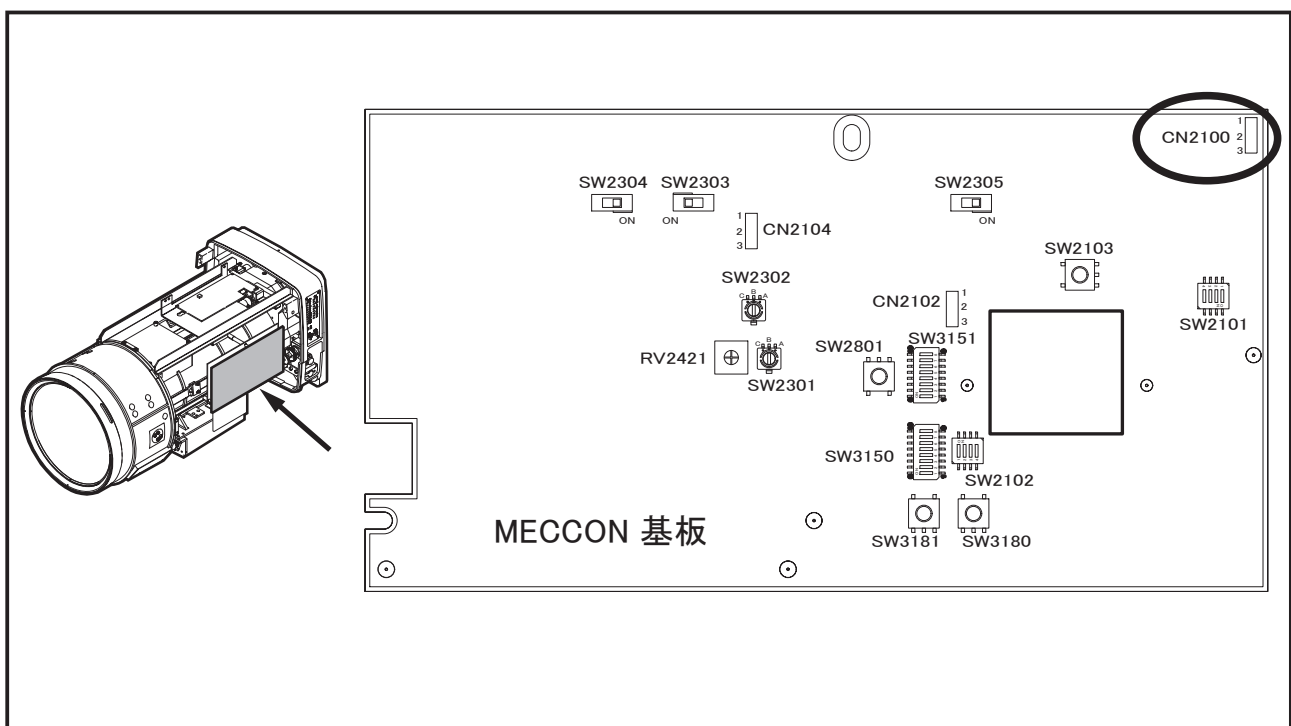 1
CN2100 2
3
SW2304 SW2303 SW2305
ON ON ON
1
2 CN2104
3
SW2103
SW2302
C B A
CN2102 1
2
3
SW2101
SW2801 SW3151
RV2421 C B A
SW2301
SW3150
SW2102
MECCON 基板
SW3181 SW3180